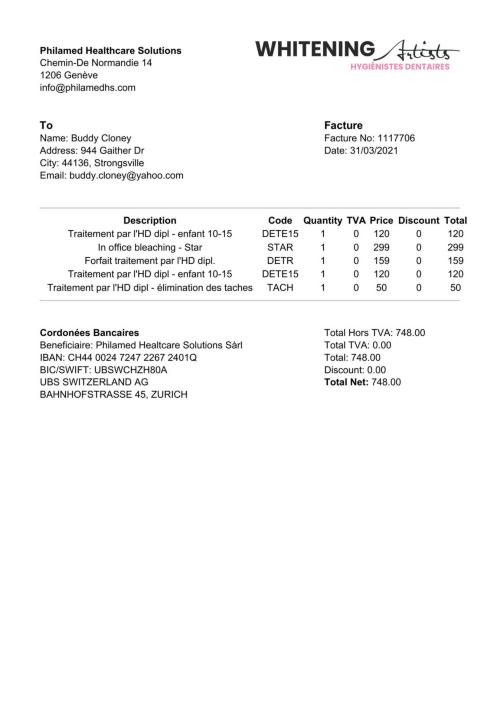 Philamed Healthcare Solutions
Chemin-De Normandie 14
1206 Genève
info@philamedhs.com
WHITENING Artists
HYGIÉNISTES DENTAIRES
To
Name: Buddy Cloney
Address: 944 Gaither Dr
City: 44136, Strongsville
Email: buddy.cloney@yahoo.com
Facture
Facture No: 1117706
Date: 31/03/2021
Description Code Quantity TVA Price Discount Total
Traitement par l'HD dipl - enfant 10-15 DETE15 1 0 120 0 120
In office bleaching - Star STAR 1 0 299 0 299
Forfait traitement par l'HD dipl. DETR 1 0 159 0 159
Traitement par l'HD dipl - enfant 10-15 DETE15 1 0 120 0 120
Traitement par l'HD dipl - élimination des taches TACH 1 0 50 0 50
Cordonées Bancaires
Beneficiaire: Philamed Healtcare Solutions Sàrl
IBAN: CH44 0024 7247 2267 2401Q
BIC/SWIFT: UBSWCHZH80A
UBS SWITZERLAND AG
BAHNHOFSTRASSE 45, ZURICH
Total Hors TVA: 748.00
Total TVA: 0.00
Total: 748.00
Discount: 0.00
Total Net: 748.00